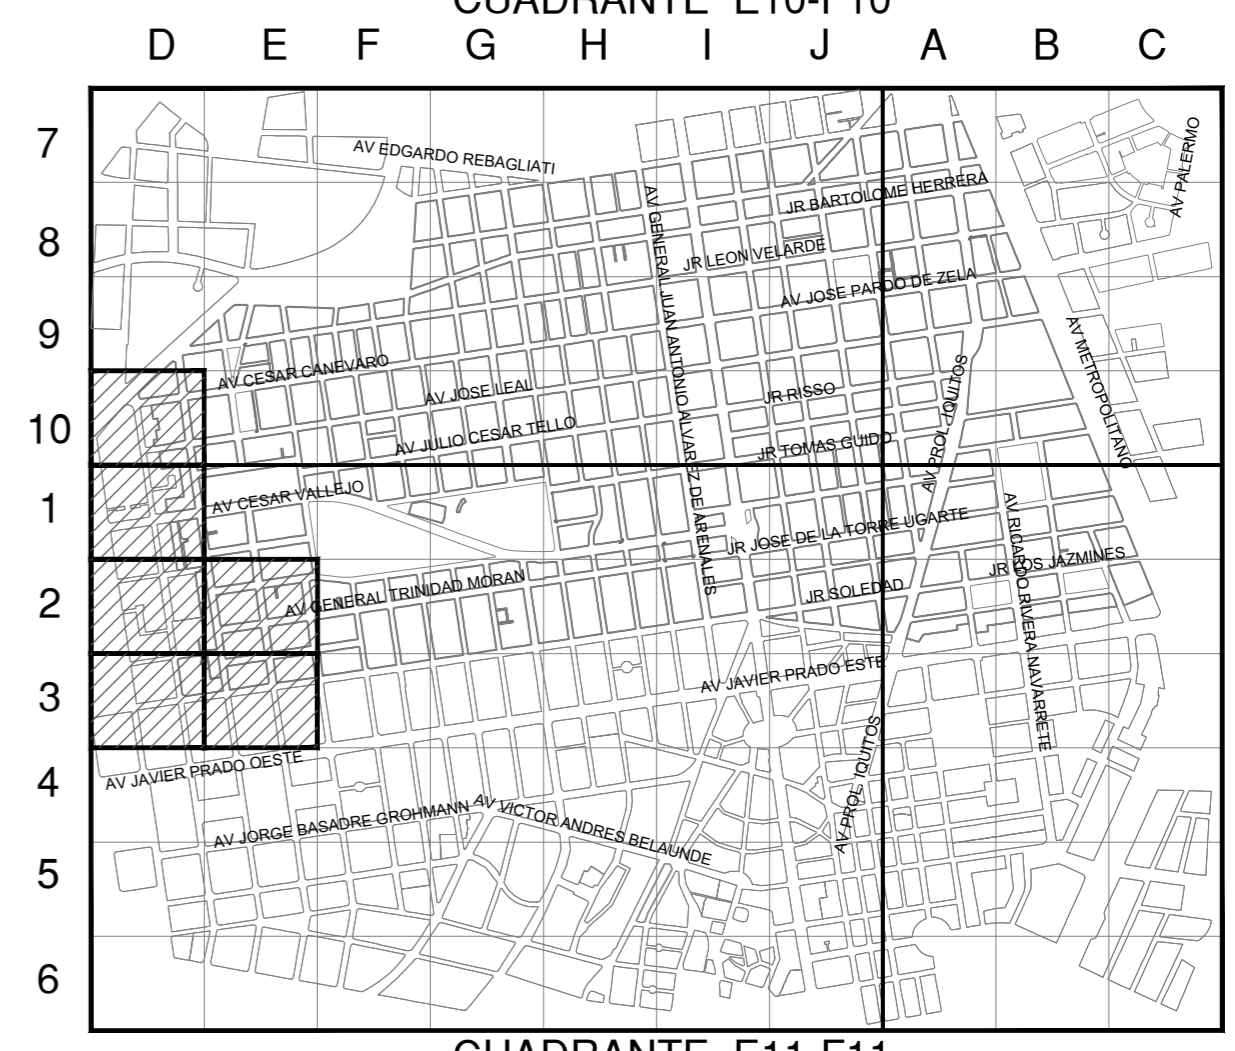 CUADRANTE E10-F10
D E F G H I J A B C
7
AV EDGARDO REBAGLIATI
AV PALERMO
JR BARTOLOME HERRERA
8
AV GENERAL JUAN ANTONIO ALVAREZ DE ARENALES
JR LEON VELARDE
AV JOSE PARDO DE ZELA
9
AV METROPOLITANO
AV CESAR CANEVARO
AV JOSE LEAL
JR RISSO
AV PROL IQUITOS
10
AV JULIO CESAR TELLO
JR TOMAS GUIDO
1
AV CESAR VALLEJO
AV RICARDO RIVERA NAVARRETE
JR JOSE DE LA TORRE UGARTE
JR LOS JAZMINES
2
AV GENERAL TRINIDAD MORAN
JR SOLEDAD
3
AV JAVIER PRADO ESTE
AV PROL IQUITOS
4
AV JAVIER PRADO OESTE
AV JORGE BASADRE GROHMANN
AV VICTOR ANDRES BELAUNDE
5
6
CUADRANTE E11-F11